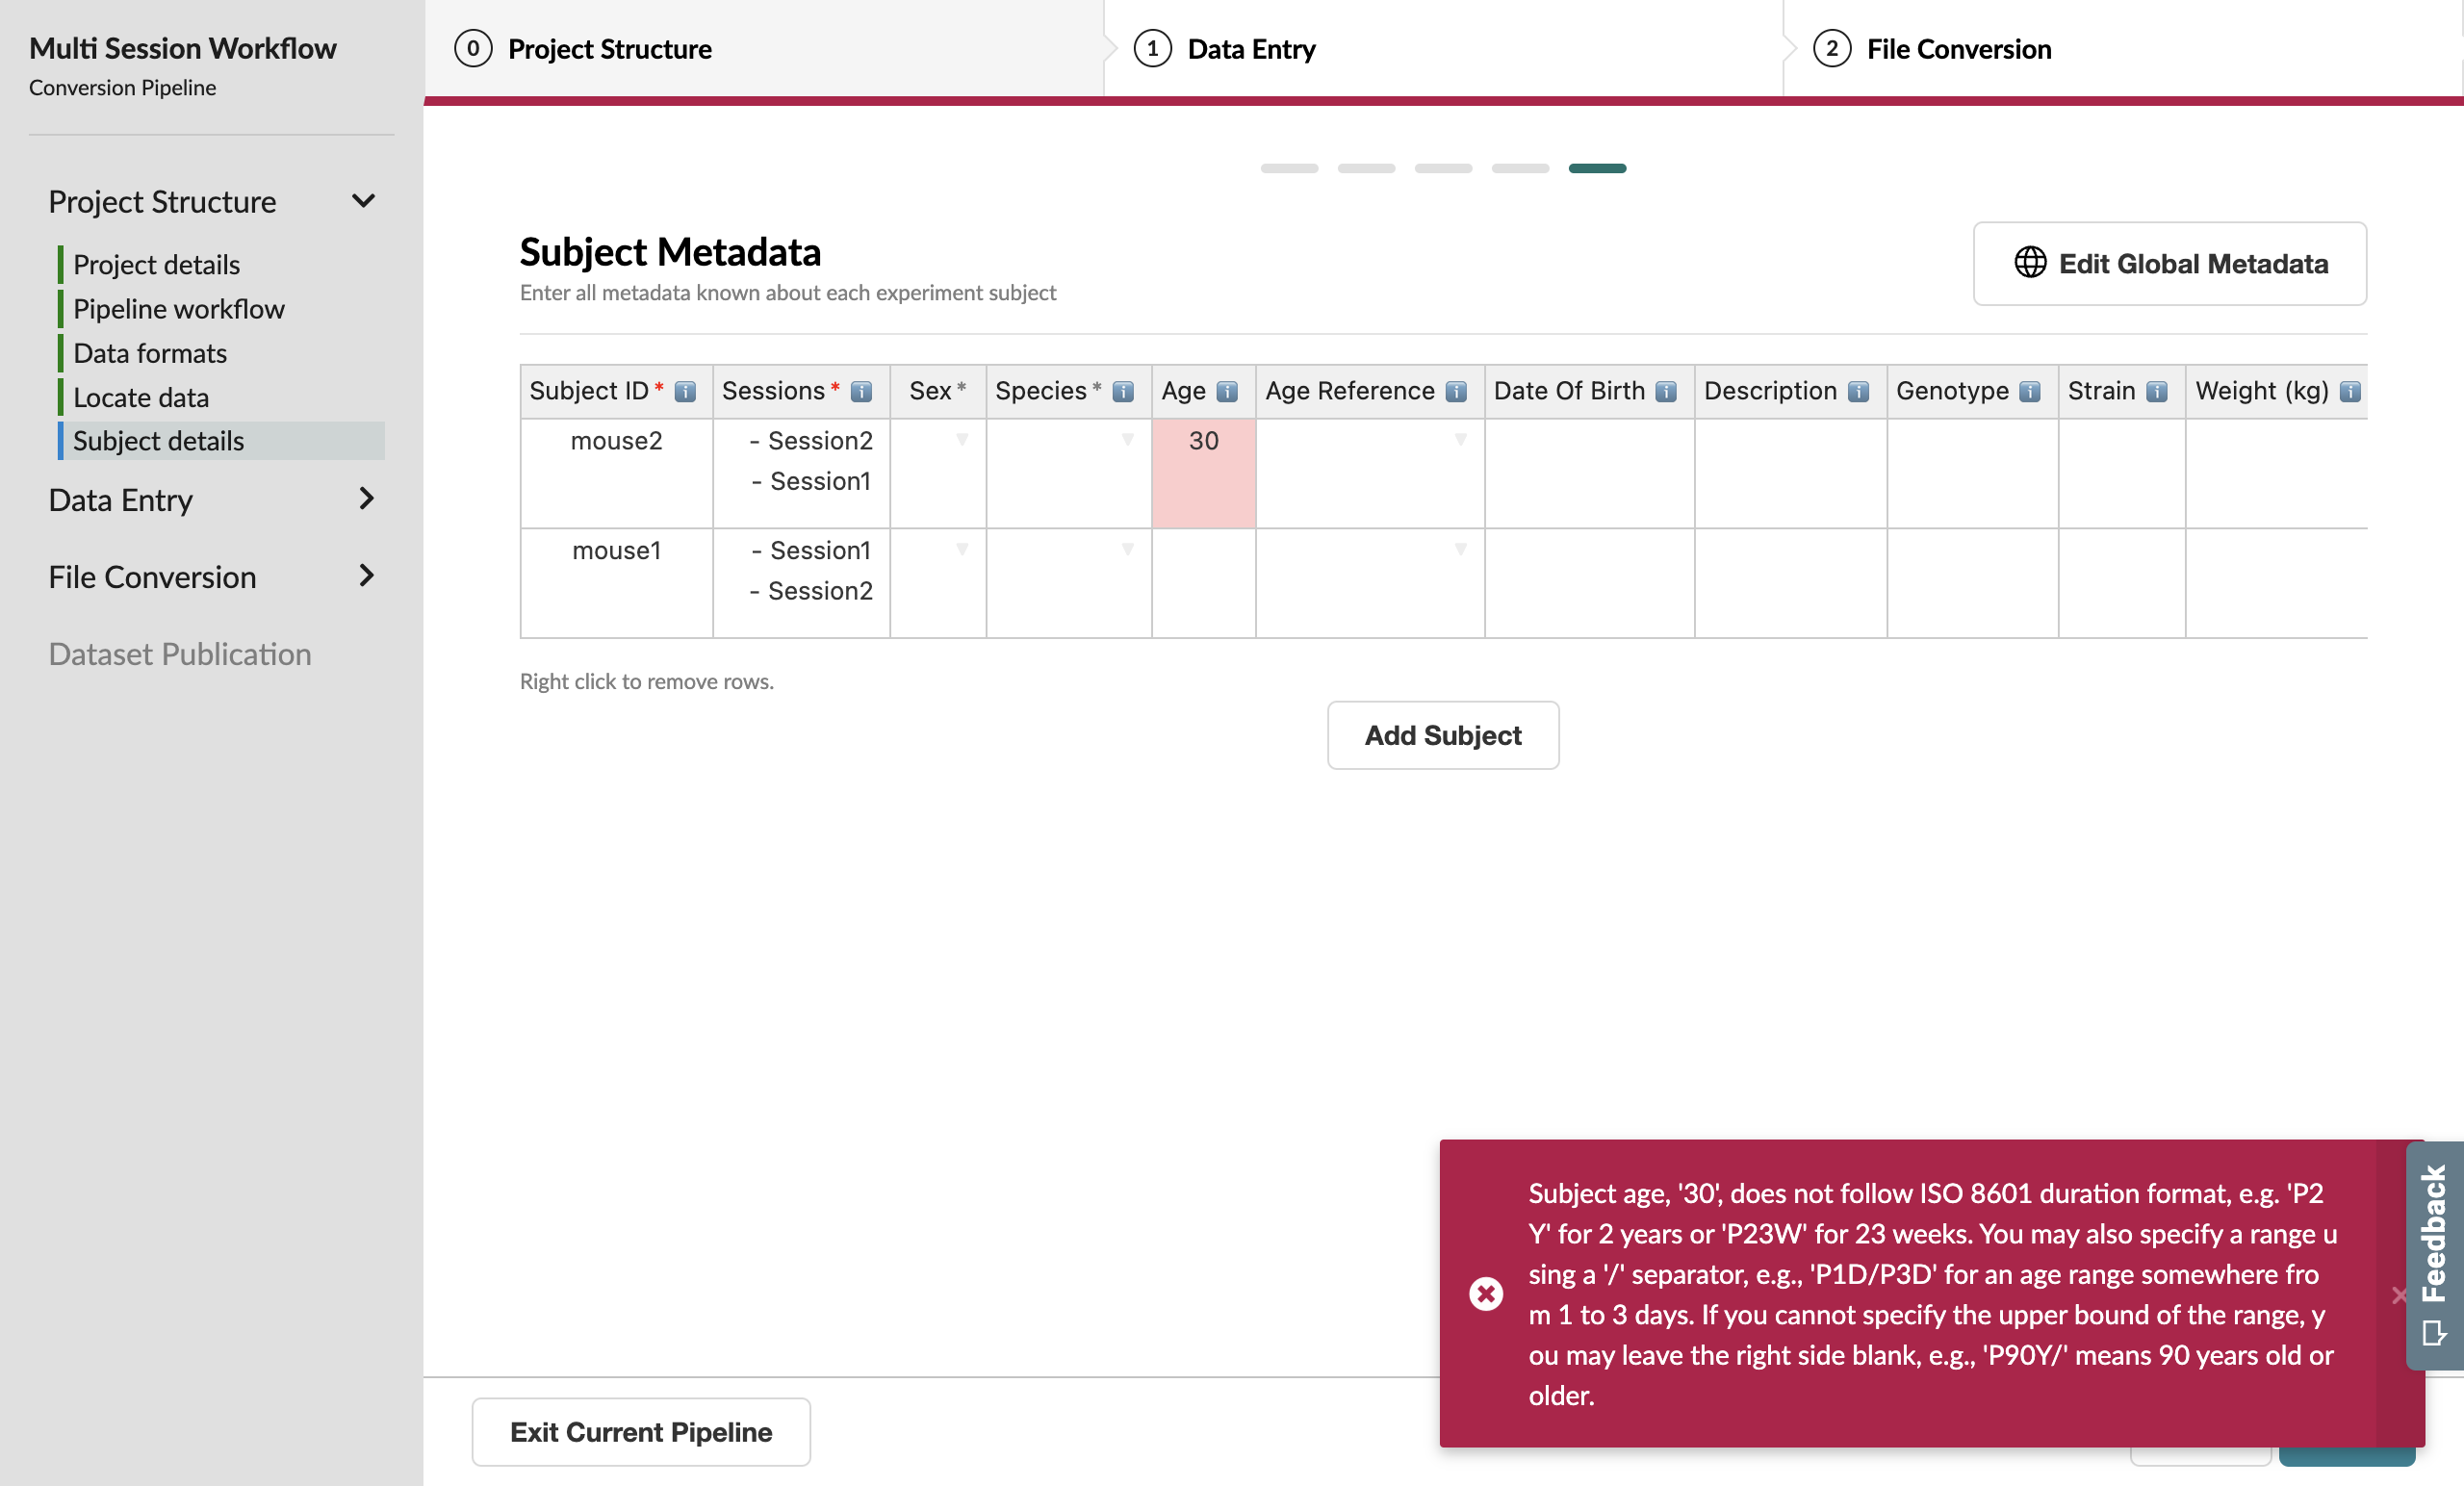 Multi Session Workflow
Conversion Pipeline
Project Structure
Project details
Pipeline workflow
Data formats
Locate data
Subject details
Data Entry
File Conversion
Dataset Publication
0 Project Structure
1 Data Entry
2 File Conversion
Subject Metadata
Enter all metadata known about each experiment subject
Edit Global Metadata
Subject ID* i Sessions* i Sex* Species* i Age i Age Reference i Date Of Birth i Description i Genotype i Strain i Weight (kg) i
mouse2 - Session2 30
- Session1
mouse1 - Session1
- Session2
Right click to remove rows.
Add Subject
Subject age, '30', does not follow ISO 8601 duration format, e.g. 'P2
Y' for 2 years or 'P23W' for 23 weeks. You may also specify a range u
sing a '/' separator, e.g., 'P1D/P3D' for an age range somewhere fro
m 1 to 3 days. If you cannot specify the upper bound of the range, y
ou may leave the right side blank, e.g., 'P90Y/' means 90 years old or
older.
Feedback
Exit Current Pipeline